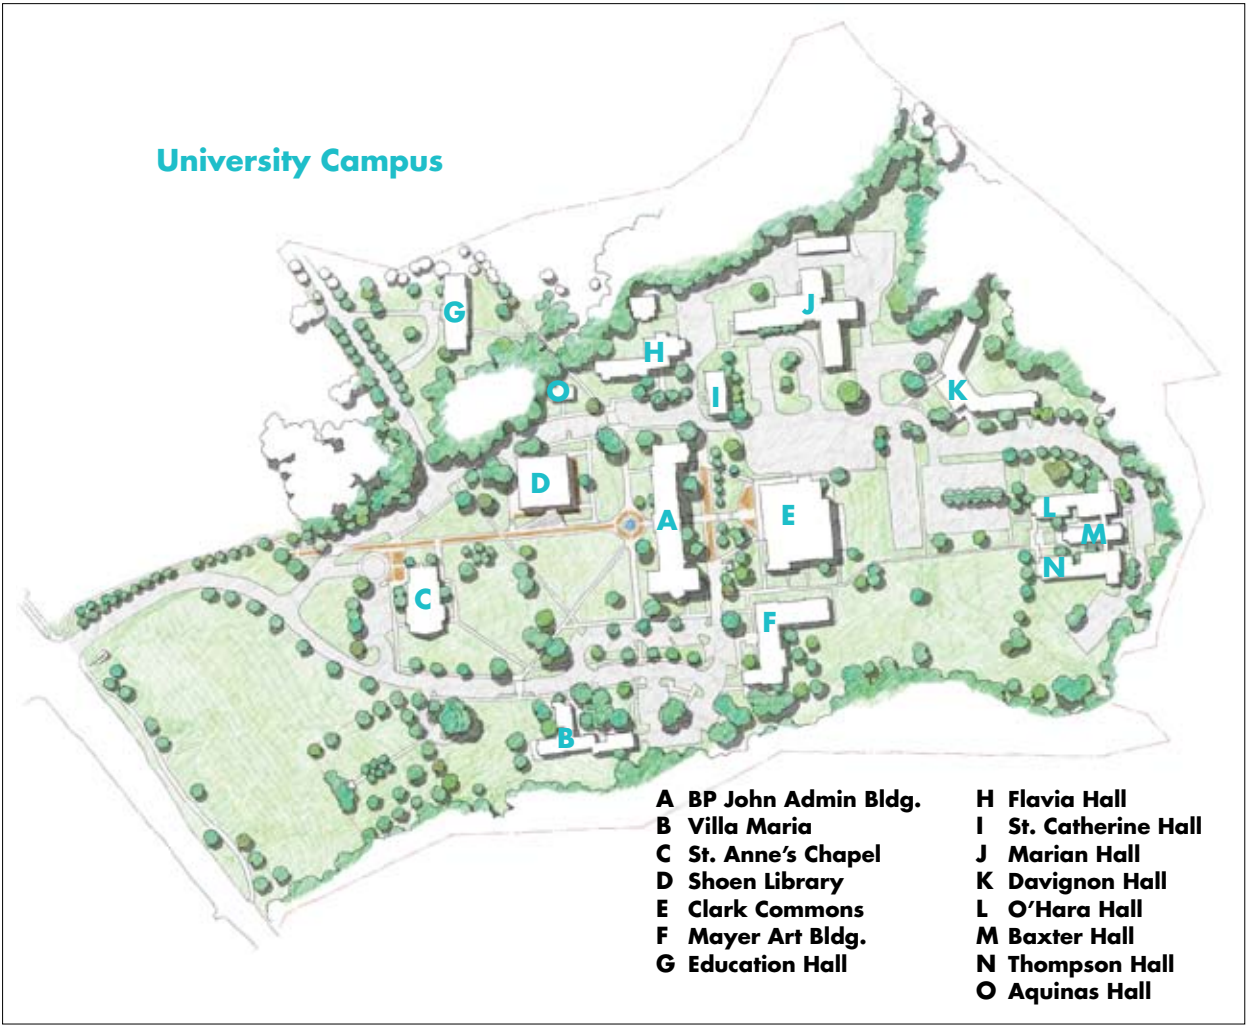 University Campus
G
J
H
O
I
K
D
A
E
L
M
N
C
F
B
A BP John Admin Bldg.
B Villa Maria
C St. Anne's Chapel
D Shoen Library
E Clark Commons
F Mayer Art Bldg.
G Education Hall
H Flavia Hall
I St. Catherine Hall
J Marian Hall
K Davignon Hall
L O'Hara Hall
M Baxter Hall
N Thompson Hall
O Aquinas Hall